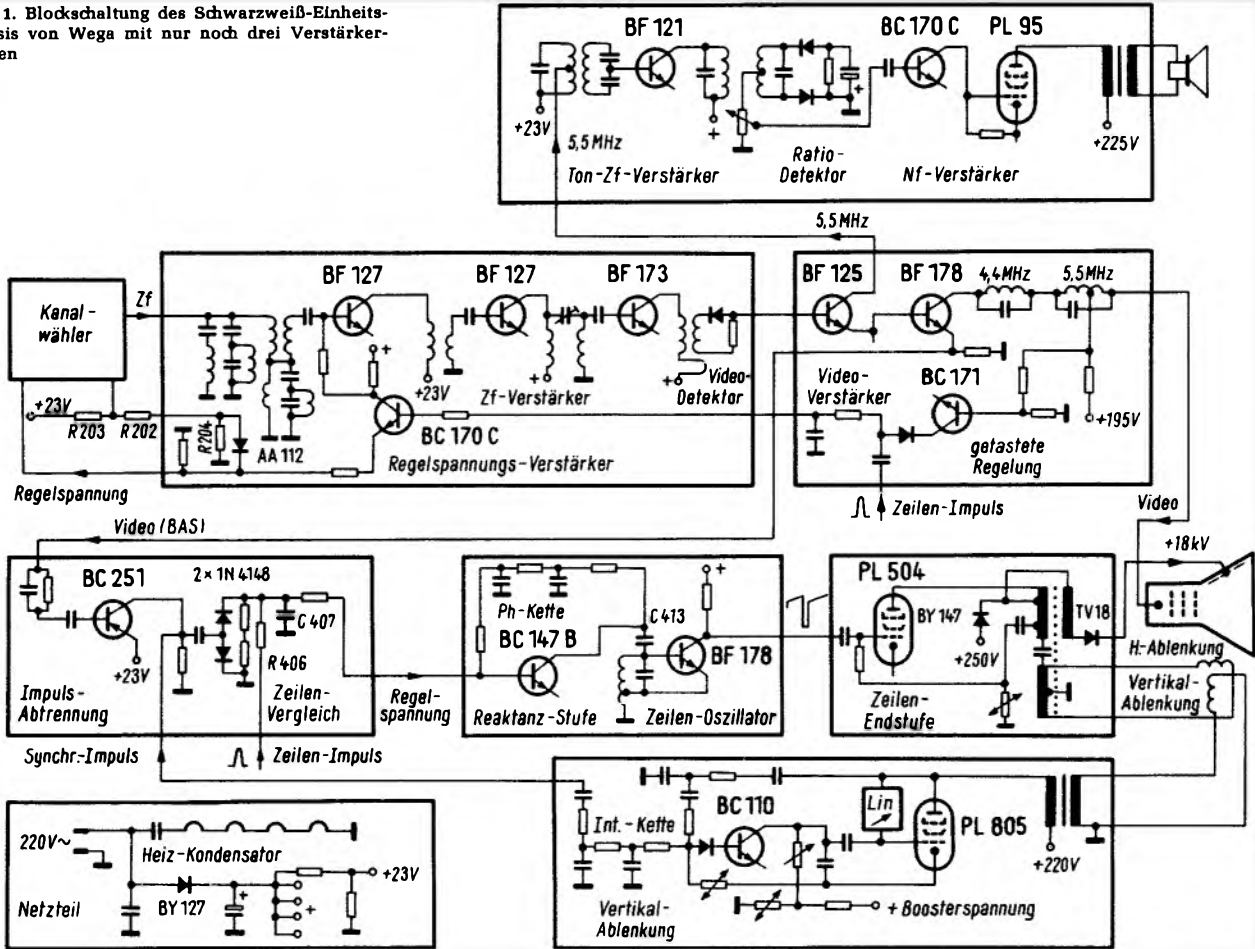 1. Blockschaltung des Schwarzweiß-Einheits-
sis von Wega mit nur noch drei Verstärker-
en
BF 121
BC 170 C
PL 95
+23V
+
+
+225V
5,5 MHz
Ton-Zf-Verstärker
Ratio-
Detektor
Nf-Verstärker
5,5 MHz
Kanal-
wähler
Zf
BF 127
BF 127
BF 173
BF 125
BF 178
4,4 MHz
5,5 MHz
+
+23V
+
+
Zf-Verstärker
Video-
Detektor
Video-
Verstärker
BC 171
+195V
+23V
R 203
R 202
R 204
AA 112
BC 170 C
Regelspannungs-Verstärker
getastete
Regelung
Regelspannung
Zeilen-Impuls
Video
Video (BAS)
+18kV
BC 251
2 × 1N 4148
C 407
R 406
+23V
Impuls-
Abtrennung
Zeilen-
Vergleich
Regel-
spannung
Ph-Kette
BC 147 B
C 413
+
BF 178
Reaktanz-Stufe
Zeilen-Oszillator
PL 504
BY 147
+250V
TV18
Zeilen-
Endstufe
H.-Ablenkung
Vertikal-
Ablenkung
Synchr.-Impuls
Zeilen-Impuls
220V~
Heiz-Kondensator
+
+
+23V
BY 127
Netzteil
Int.-Kette
BC 110
Lin
PL 805
+220V
Vertikal-
Ablenkung
+ Boosterspannung